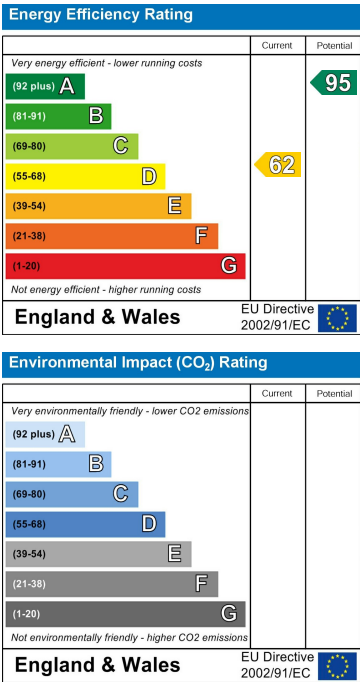 Energy Efficiency Rating
Current Potential
Very energy efficient - lower running costs
(92 plus) A
(81-91) B
(69-80) C
(55-68) D
(39-54) E
(21-38) F
(1-20) G
62
95
Not energy efficient - higher running costs
England & Wales
EU Directive
2002/91/EC
Environmental Impact (CO₂) Rating
Current Potential
Very environmentally friendly - lower CO2 emissions
(92 plus) A
(81-91) B
(69-80) C
(55-68) D
(39-54) E
(21-38) F
(1-20) G
Not environmentally friendly - higher CO2 emissions
England & Wales
EU Directive
2002/91/EC